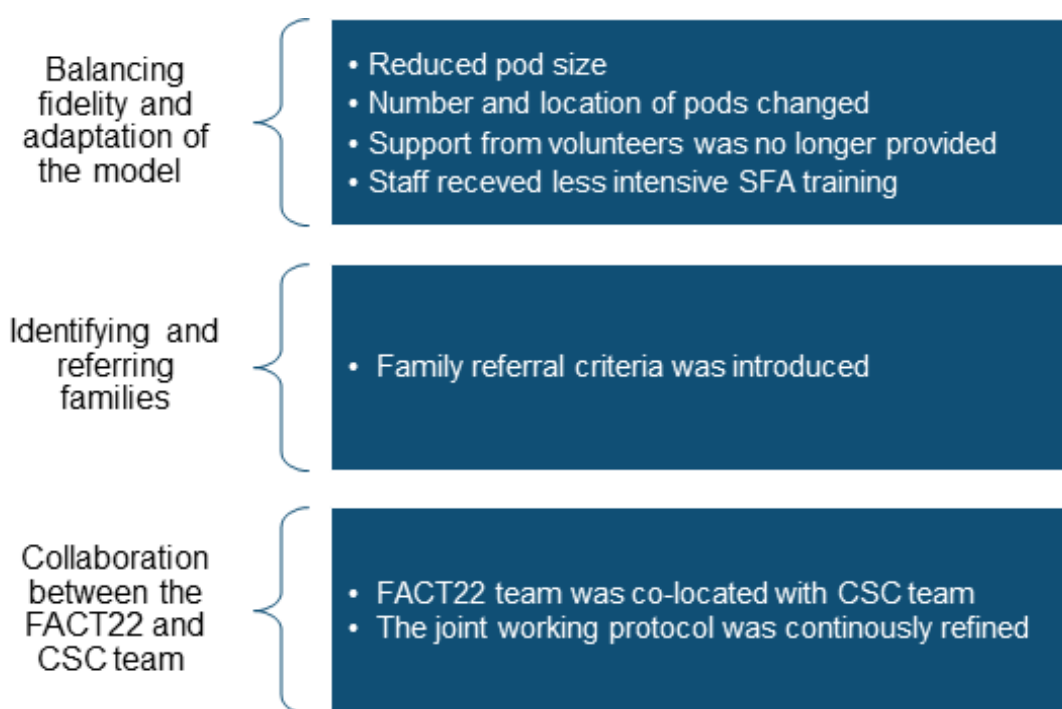 Balancing
fidelity and
adaptation of
the model
• Reduced pod size
• Number and location of pods changed
• Support from volunteers was no longer provided
• Staff receved less intensive SFA training
Identifying and
referring
families
• Family referral criteria was introduced
Collaboration
between the
FACT22 and
CSC team
• FACT22 team was co-located with CSC team
• The joint working protocol was continously refined